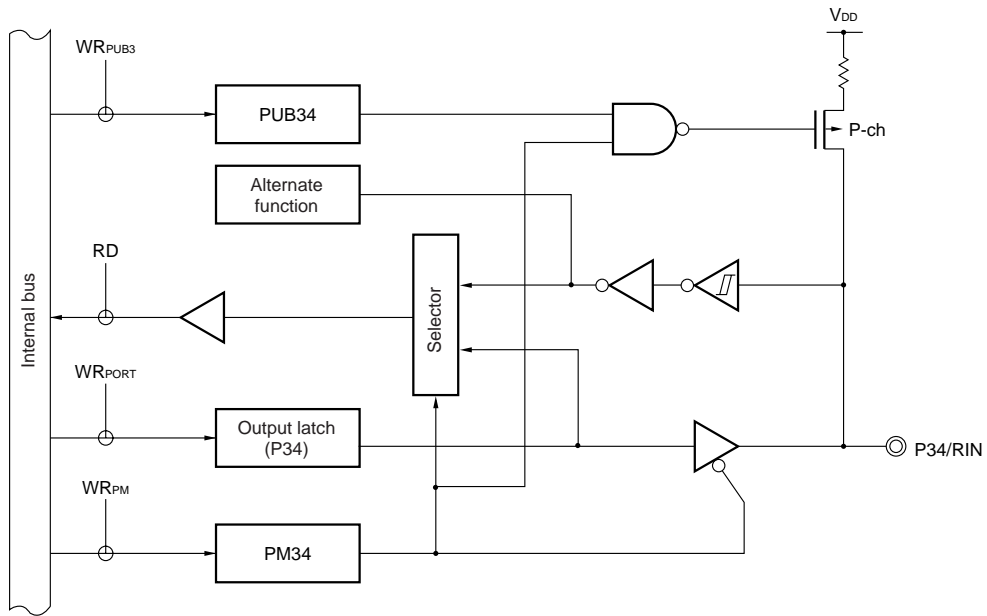 VDD
WRPUB3
PUB34
P-ch
Alternate
function
RD
Internal bus
Selector
WRPORT
Output latch
(P34)
P34/RIN
WRPM
PM34